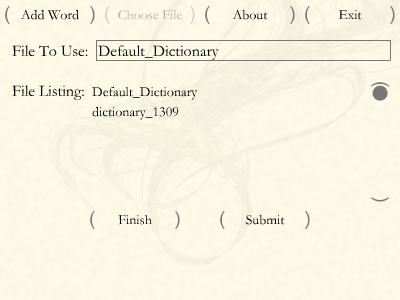 Add Word Choose File About Exit
File To Use: Default_Dictionary
File Listing: Default_Dictionary
dictionary_1309
Finish Submit